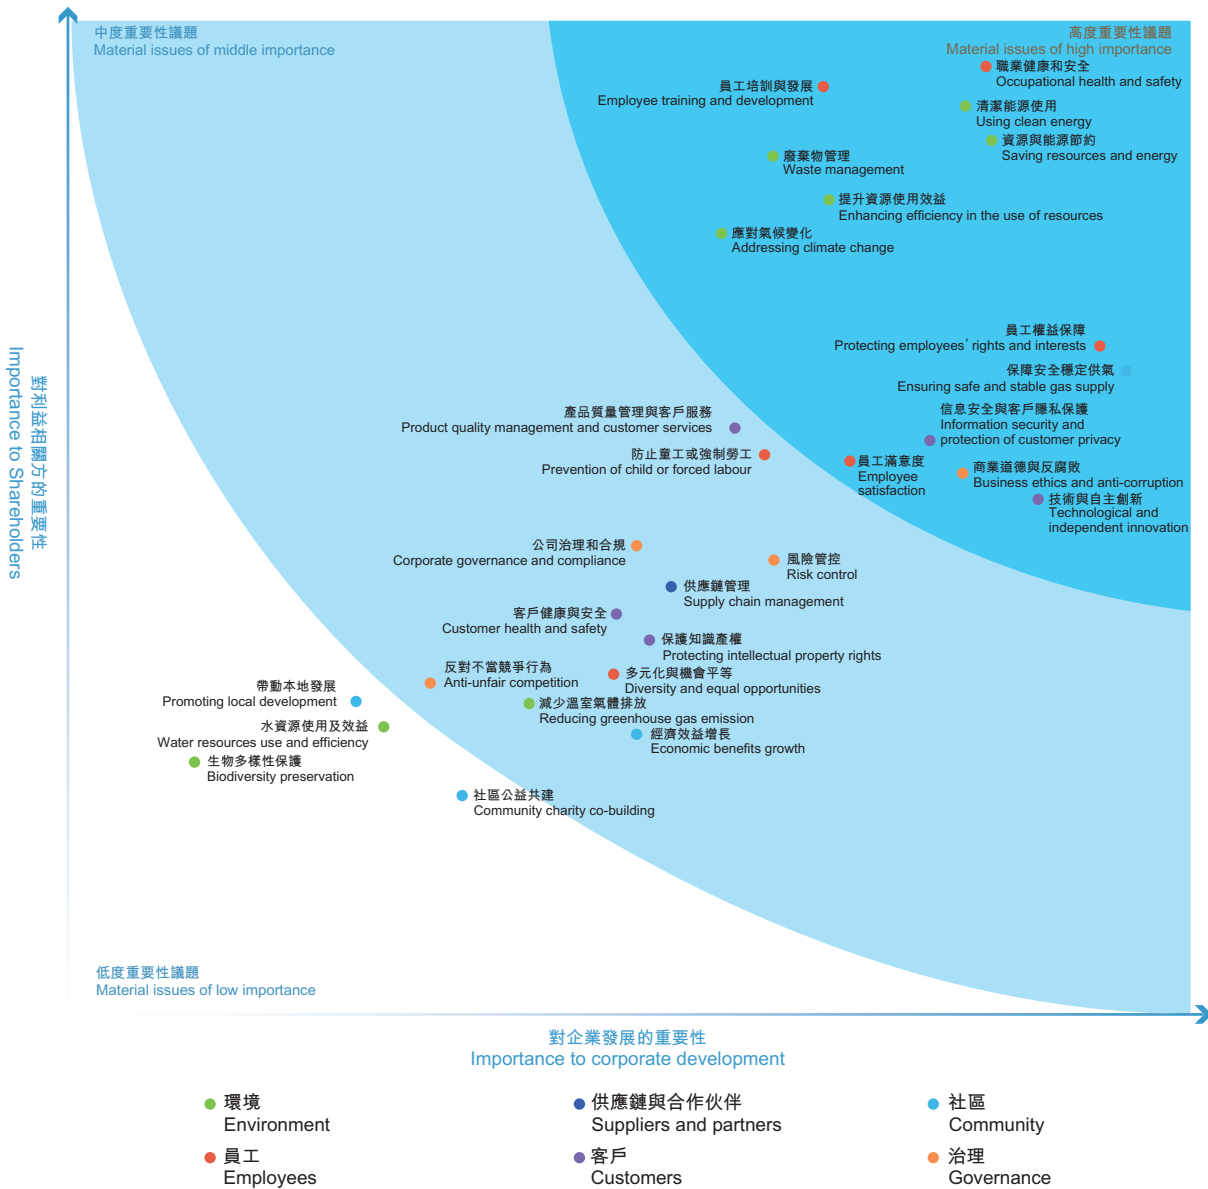 中度重要性議題
Material issues of middle importance
高度重要性議題
Material issues of high importance
職業健康和安全
Occupational health and safety
員工培訓與發展
Employee training and development
清潔能源使用
Using clean energy
資源與能源節約
Saving resources and energy
廢棄物管理
Waste management
提升資源使用效益
Enhancing efficiency in the use of resources
應對氣候變化
Addressing climate change
員工權益保障
Protecting employees' rights and interests
保障安全穩定供氣
Ensuring safe and stable gas supply
信息安全與客戶隱私保護
Information security and
protection of customer privacy
產品質量管理與客戶服務
Product quality management and customer services
防止童工或強制勞工
Prevention of child or forced labour
員工滿意度
Employee
satisfaction
商業道德與反腐敗
Business ethics and anti-corruption
技術與自主創新
Technological and
independent innovation
公司治理和合規
Corporate governance and compliance
風險管控
Risk control
供應鏈管理
Supply chain management
客戶健康與安全
Customer health and safety
保護知識產權
Protecting intellectual property rights
反對不當競爭行為
Anti-unfair competition
多元化與機會平等
Diversity and equal opportunities
帶動本地發展
Promoting local development
減少溫室氣體排放
Reducing greenhouse gas emission
水資源使用及效益
Water resources use and efficiency
經濟效益增長
Economic benefits growth
生物多樣性保護
Biodiversity preservation
社區公益共建
Community charity co-building
低度重要性議題
Material issues of low importance
對利益相關方的重要性
Importance to Shareholders
對企業發展的重要性
Importance to corporate development
環境
Environment
供應鏈與合作伙伴
Suppliers and partners
社區
Community
員工
Employees
客戶
Customers
治理
Governance